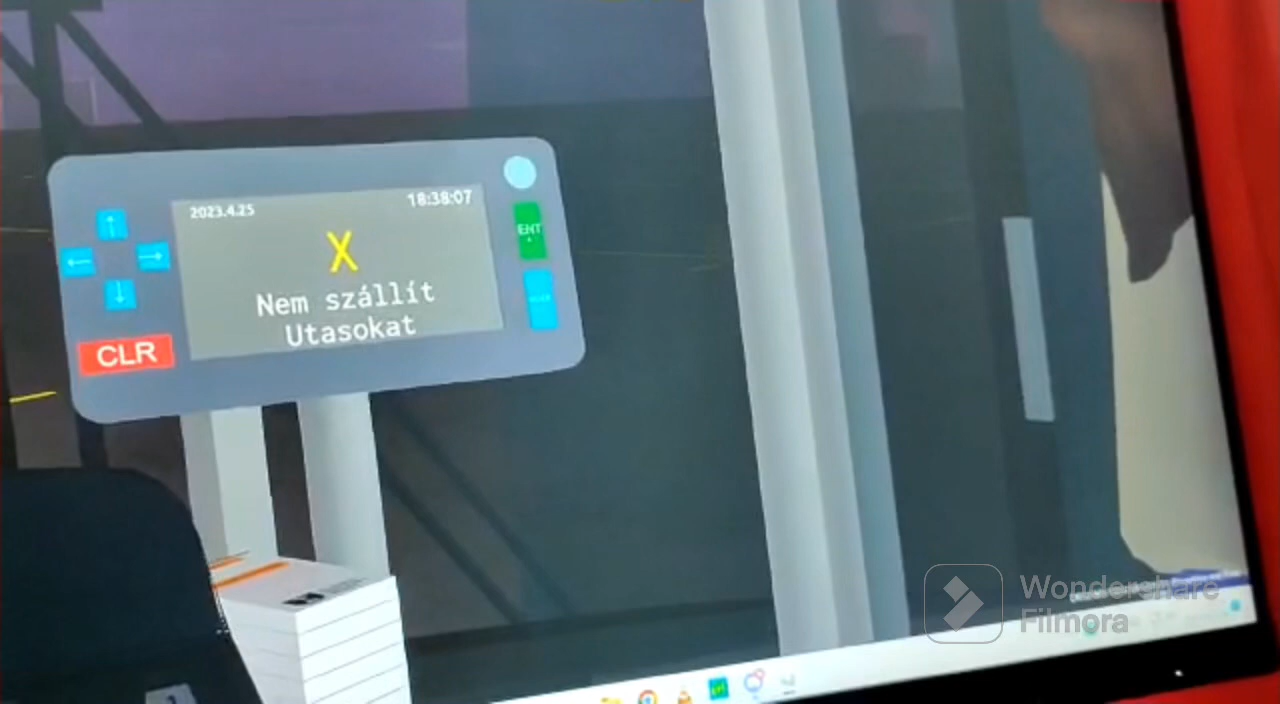 2023.4.25
18:38:07
X
Nem szállít
Utasokat
ENT
CLR
Wondershare
Filmora